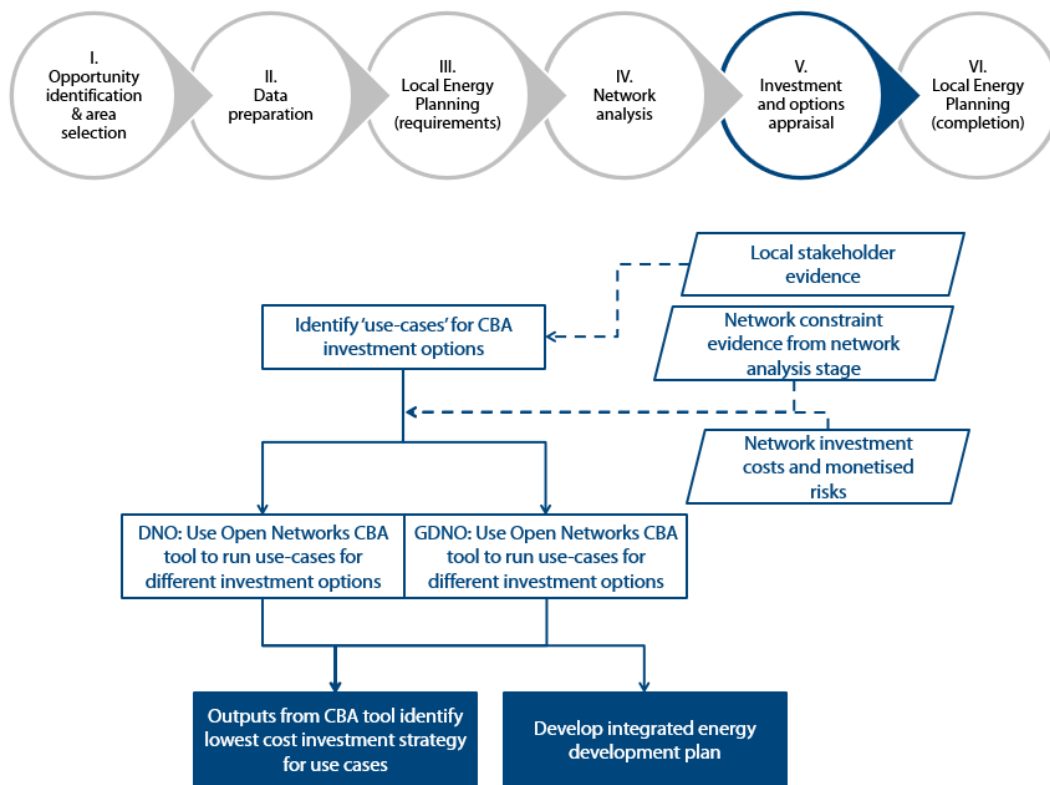 I.
Opportunity
identification
& area
selection
II.
Data
preparation
III.
Local Energy
Planning
(requirements)
IV.
Network
analysis
V.
Investment
and options
appraisal
VI.
Local Energy
Planning
(completion)
Local stakeholder
evidence
Identify 'use-cases' for CBA
investment options
Network constraint
evidence from network
analysis stage
Network investment
costs and monetised
risks
DNO: Use Open Networks CBA
tool to run use-cases for
different investment options
GDNO: Use Open Networks CBA
tool to run use-cases for
different investment options
Outputs from CBA tool identify
lowest cost investment strategy
for use cases
Develop integrated energy
development plan